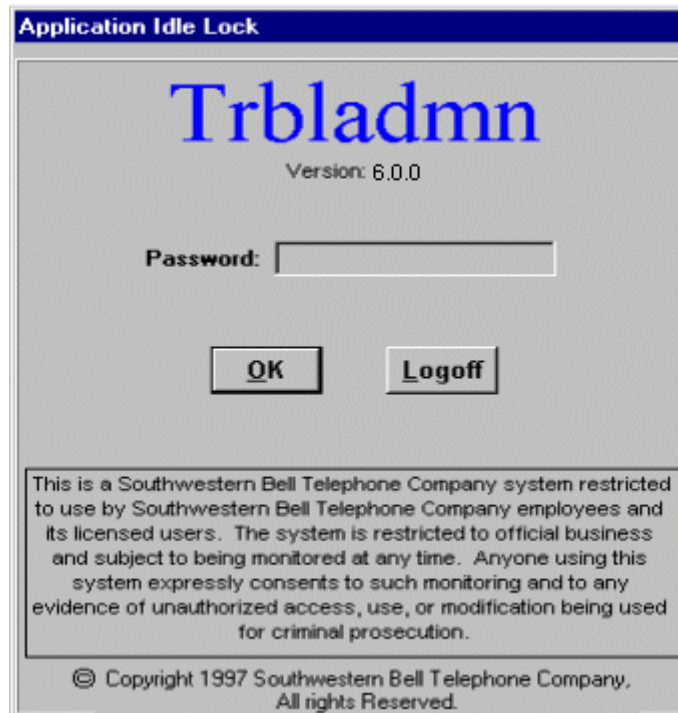 Application Idle Lock
Trbladmn
Version: 6.0.0
Password:
OK Logoff
This is a Southwestern Bell Telephone Company system restricted
to use by Southwestern Bell Telephone Company employees and
its licensed users. The system is restricted to official business
and subject to being monitored at any time. Anyone using this
system expressly consents to such monitoring and to any
evidence of unauthorized access, use, or modification being used
for criminal prosecution.
© Copyright 1997 Southwestern Bell Telephone Company,
All rights Reserved.